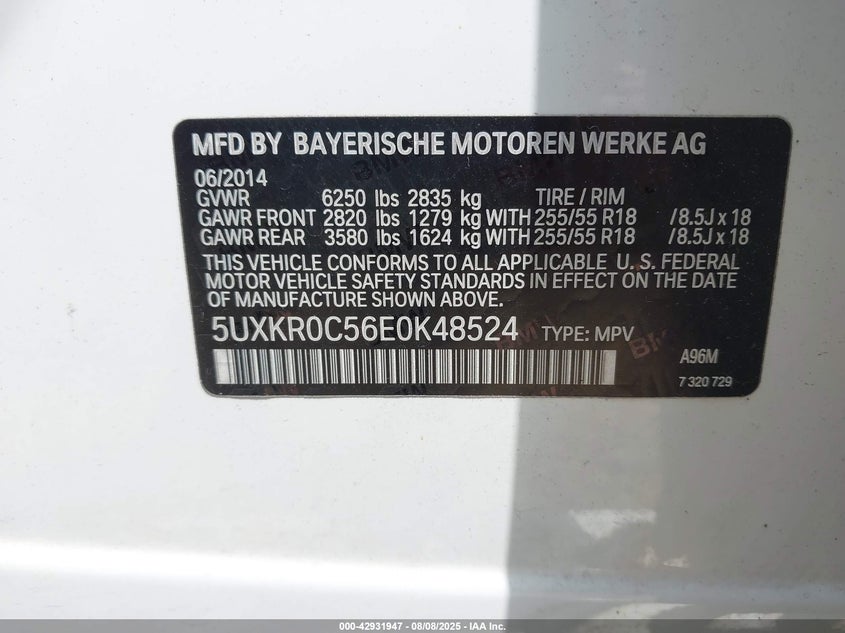 MFD BY BAYERISCHE MOTOREN WERKE AG
06/2014
GVWR 6250 lbs 2835 kg TIRE / RIM
GAWR FRONT 2820 lbs 1279 kg WITH 255/55 R18 /8.5J x 18
GAWR REAR 3580 lbs 1624 kg WITH 255/55 R18 /8.5J x 18
THIS VEHICLE CONFORMS TO ALL APPLICABLE U. S. FEDERAL
MOTOR VEHICLE SAFETY STANDARDS IN EFFECT ON THE DATE
OF MANUFACTURE SHOWN ABOVE.
5UXKR0C56E0K48524 TYPE: MPV
A96M
7 320 729
000-42931947 - 08/08/2025 - IAA Inc.